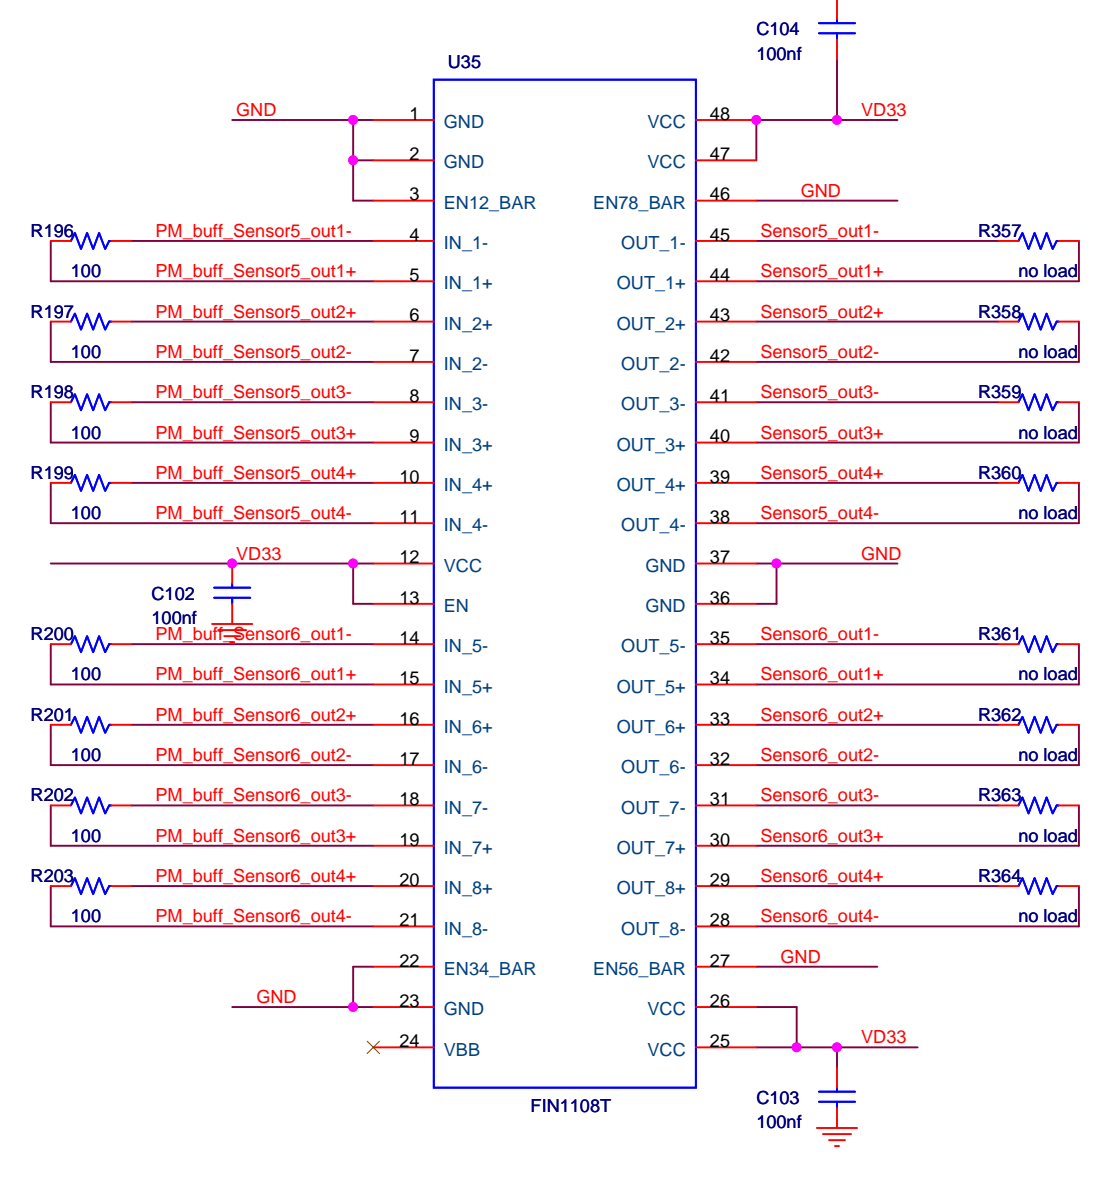 C104
100nf
U35
GND 1 GND VCC 48 VD33
2 GND VCC 47
3 EN12_BAR EN78_BAR 46 GND
R196 PM_buff_Sensor5_out1- 4 IN_1- OUT_1- 45 Sensor5_out1- R357
100 PM_buff_Sensor5_out1+ 5 IN_1+ OUT_1+ 44 Sensor5_out1+ no load
R197 PM_buff_Sensor5_out2+ 6 IN_2+ OUT_2+ 43 Sensor5_out2+ R358
100 PM_buff_Sensor5_out2- 7 IN_2- OUT_2- 42 Sensor5_out2- no load
R198 PM_buff_Sensor5_out3- 8 IN_3- OUT_3- 41 Sensor5_out3- R359
100 PM_buff_Sensor5_out3+ 9 IN_3+ OUT_3+ 40 Sensor5_out3+ no load
R199 PM_buff_Sensor5_out4+ 10 IN_4+ OUT_4+ 39 Sensor5_out4+ R360
100 PM_buff_Sensor5_out4- 11 IN_4- OUT_4- 38 Sensor5_out4- no load
VD33 12 VCC GND 37 GND
C102 13 EN GND 36
100nf
R200 PM_buff_Sensor6_out1- 14 IN_5- OUT_5- 35 Sensor6_out1- R361
100 PM_buff_Sensor6_out1+ 15 IN_5+ OUT_5+ 34 Sensor6_out1+ no load
R201 PM_buff_Sensor6_out2+ 16 IN_6+ OUT_6+ 33 Sensor6_out2+ R362
100 PM_buff_Sensor6_out2- 17 IN_6- OUT_6- 32 Sensor6_out2- no load
R202 PM_buff_Sensor6_out3- 18 IN_7- OUT_7- 31 Sensor6_out3- R363
100 PM_buff_Sensor6_out3+ 19 IN_7+ OUT_7+ 30 Sensor6_out3+ no load
R203 PM_buff_Sensor6_out4+ 20 IN_8+ OUT_8+ 29 Sensor6_out4+ R364
100 PM_buff_Sensor6_out4- 21 IN_8- OUT_8- 28 Sensor6_out4- no load
22 EN34_BAR EN56_BAR 27 GND
GND 23 GND VCC 26
24 VBB VCC 25 VD33
FIN1108T
C103
100nf